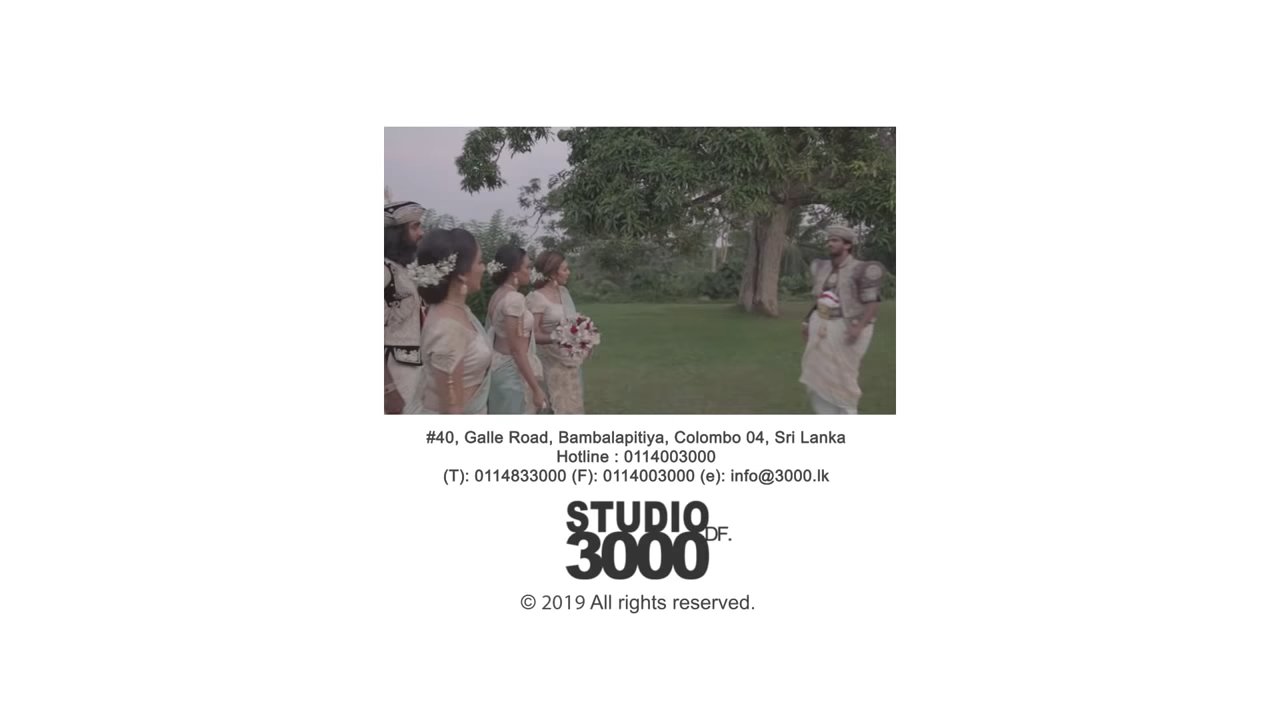 #40, Galle Road, Bambalapitiya, Colombo 04, Sri Lanka
Hotline : 0114003000
(T): 0114833000 (F): 0114003000 (e): info@3000.lk
STUDIO
3000 DF.
© 2019 All rights reserved.